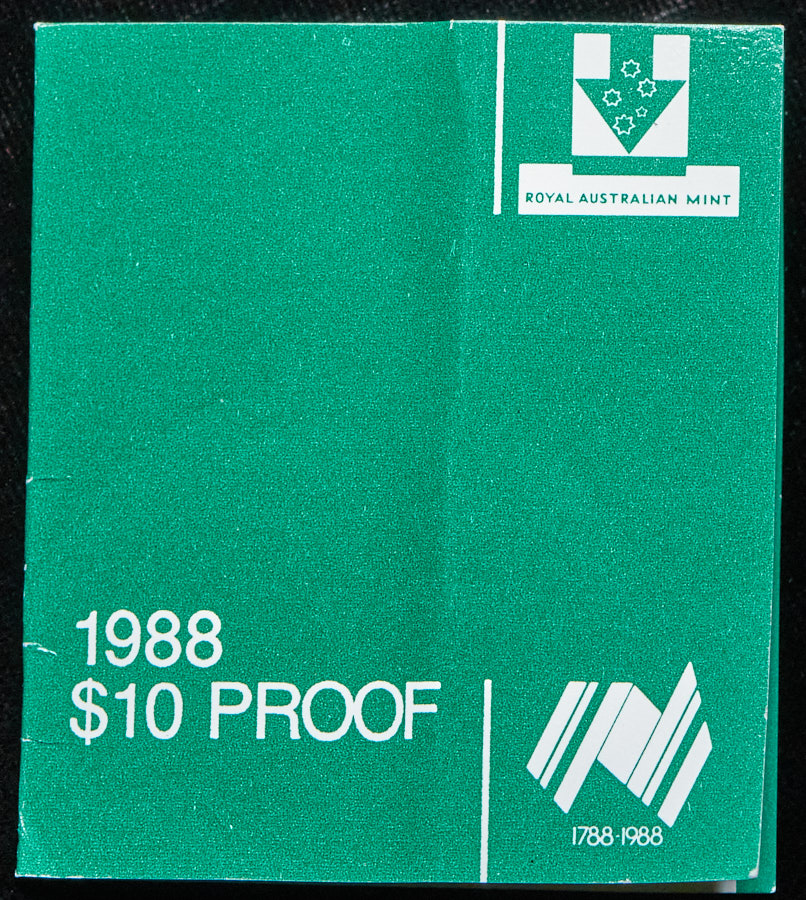 ROYAL AUSTRALIAN MINT
1988
$10 PROOF
1788-1988